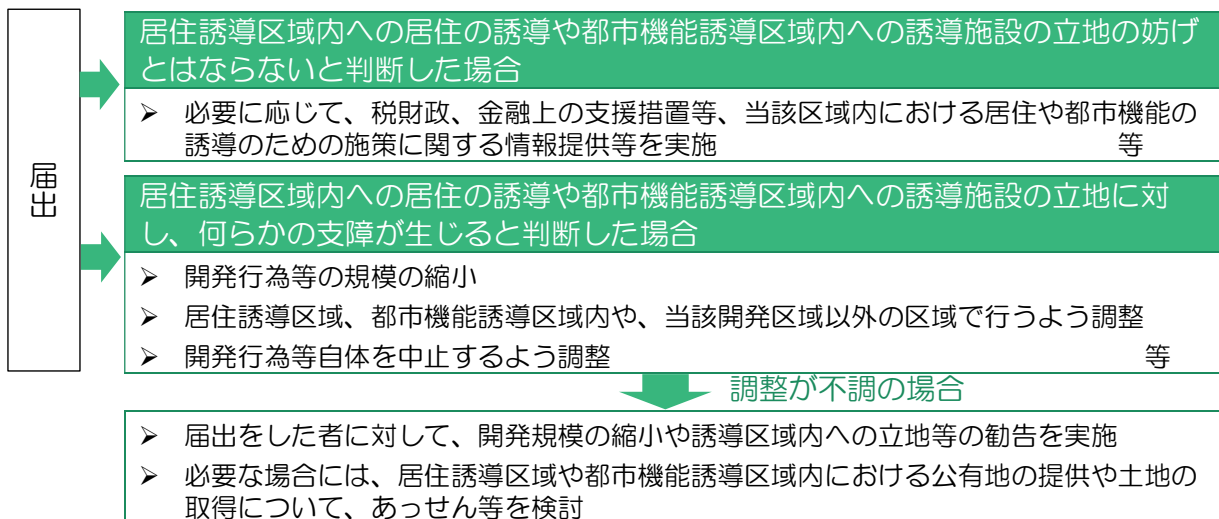 届出
居住誘導区域内への居住の誘導や都市機能誘導区域内への誘導施設の立地の妨げ
とはならないと判断した場合
➢ 必要に応じて、税財政、金融上の支援措置等、当該区域内における居住や都市機能の
誘導のための施策に関する情報提供等を実施 等
居住誘導区域内への居住の誘導や都市機能誘導区域内への誘導施設の立地に対
し、何らかの支障が生じると判断した場合
➢ 開発行為等の規模の縮小
➢ 居住誘導区域、都市機能誘導区域内や、当該開発区域以外の区域で行うよう調整
➢ 開発行為等自体を中止するよう調整 等
調整が不調の場合
➢ 届出をした者に対して、開発規模の縮小や誘導区域内への立地等の勧告を実施
➢ 必要な場合には、居住誘導区域や都市機能誘導区域内における公有地の提供や土地の
取得について、あっせん等を検討